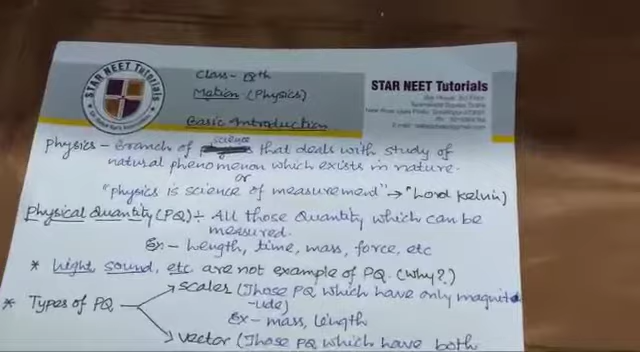 STAR NEET Tutorials
Class - 9th
Motion (Physics)
Basic Introduction
STAR NEET Tutorials
physics - Branch of science that deals with study of
natural phenomenon which exists in nature.
or
"physics is science of measurement" → "Lord Kelvin)
physical Quantity (PQ) ÷ All those Quantity which can be
measured.
Ex - Length, time, mass, force, etc
* Light, sound, etc are not example of PQ. (Why?)
* Types of PQ
scaler (Those PQ which have only magnit
-ude)
Ex - mass, length
vector (Those PQ which have both